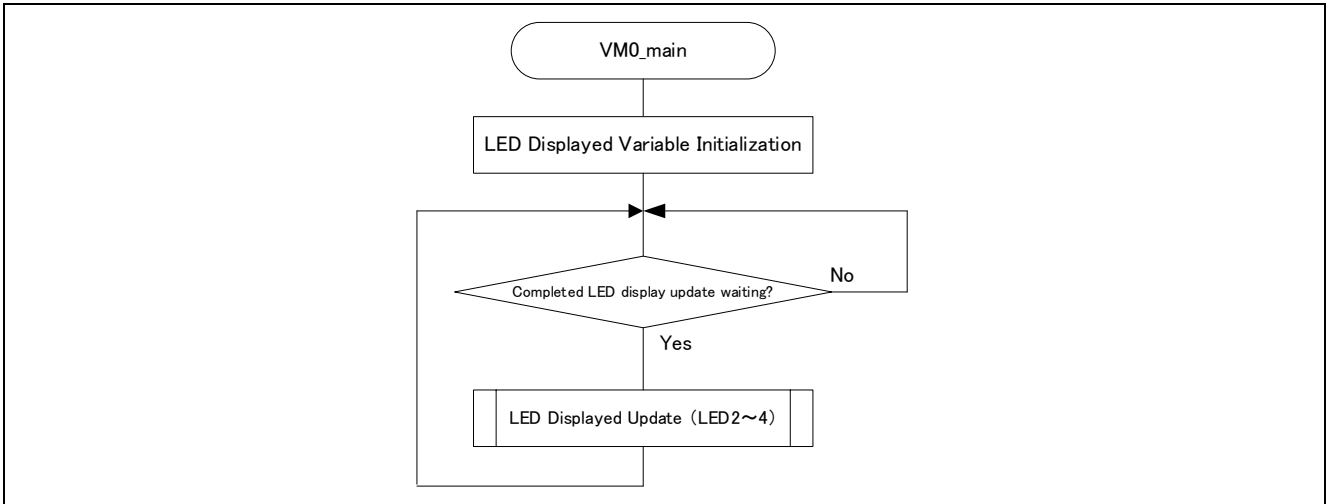 VM0_main
LED Displayed Variable Initialization
Completed LED display update waiting?
No
Yes
LED Displayed Update（LED2～4）